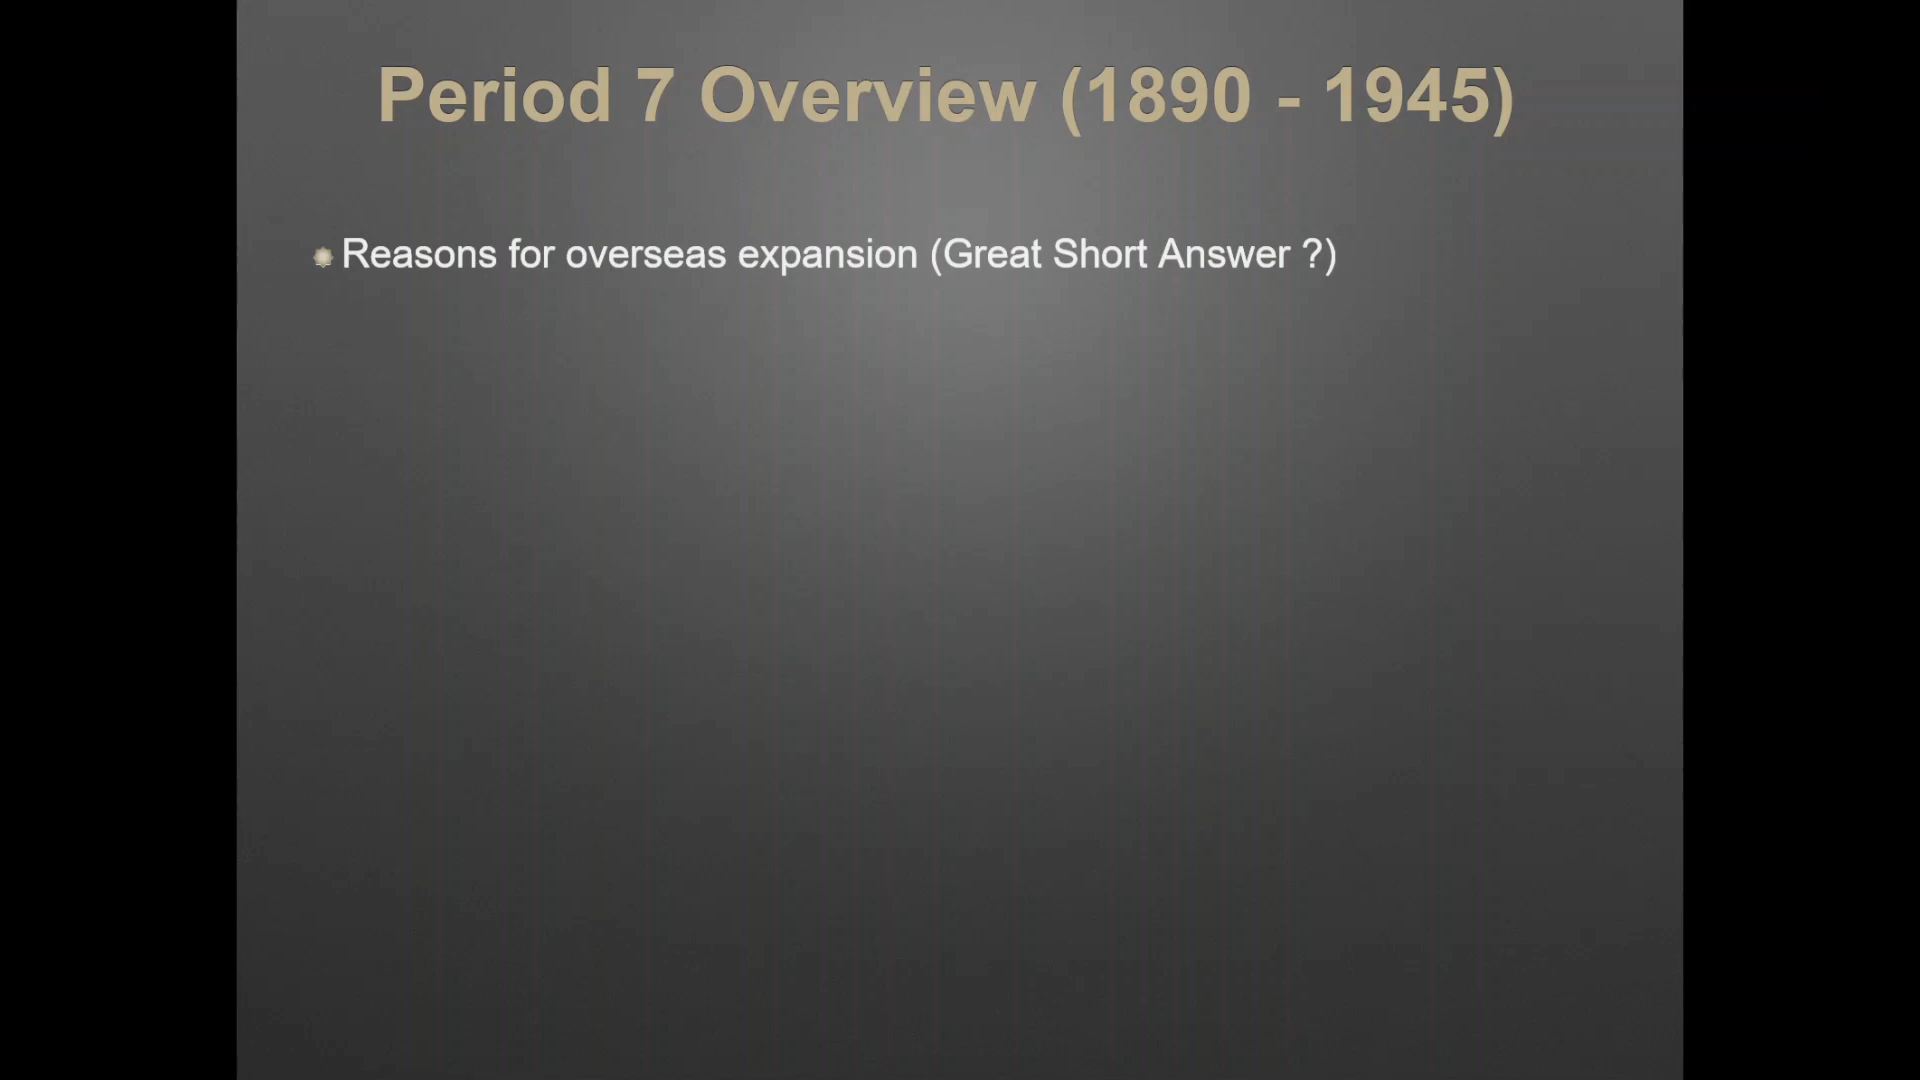 Period 7 Overview (1890 - 1945)
Reasons for overseas expansion (Great Short Answer ?)